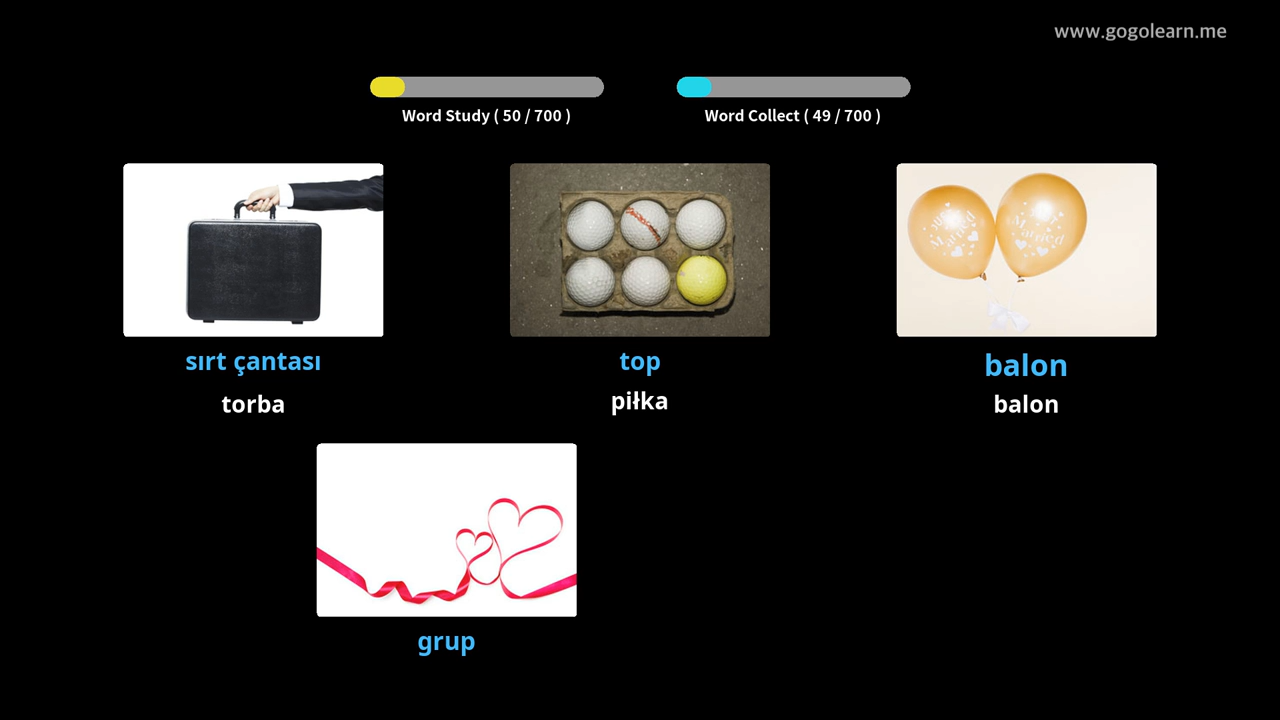 www.gogolearn.me
Word Study ( 50 / 700 )
Word Collect ( 49 / 700 )
sırt çantası
torba
top
piłka
balon
balon
grup